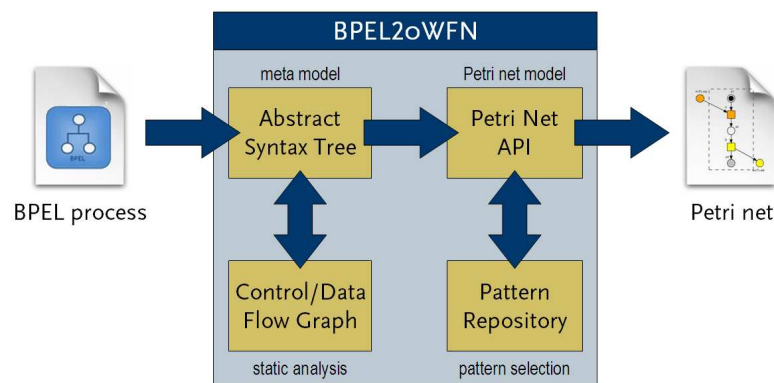 BPEL2oWFN
meta model
Petri net model
Abstract
Syntax Tree
Petri Net
API
BPEL
BPEL process
Petri net
Control/Data
Flow Graph
Pattern
Repository
static analysis
pattern selection